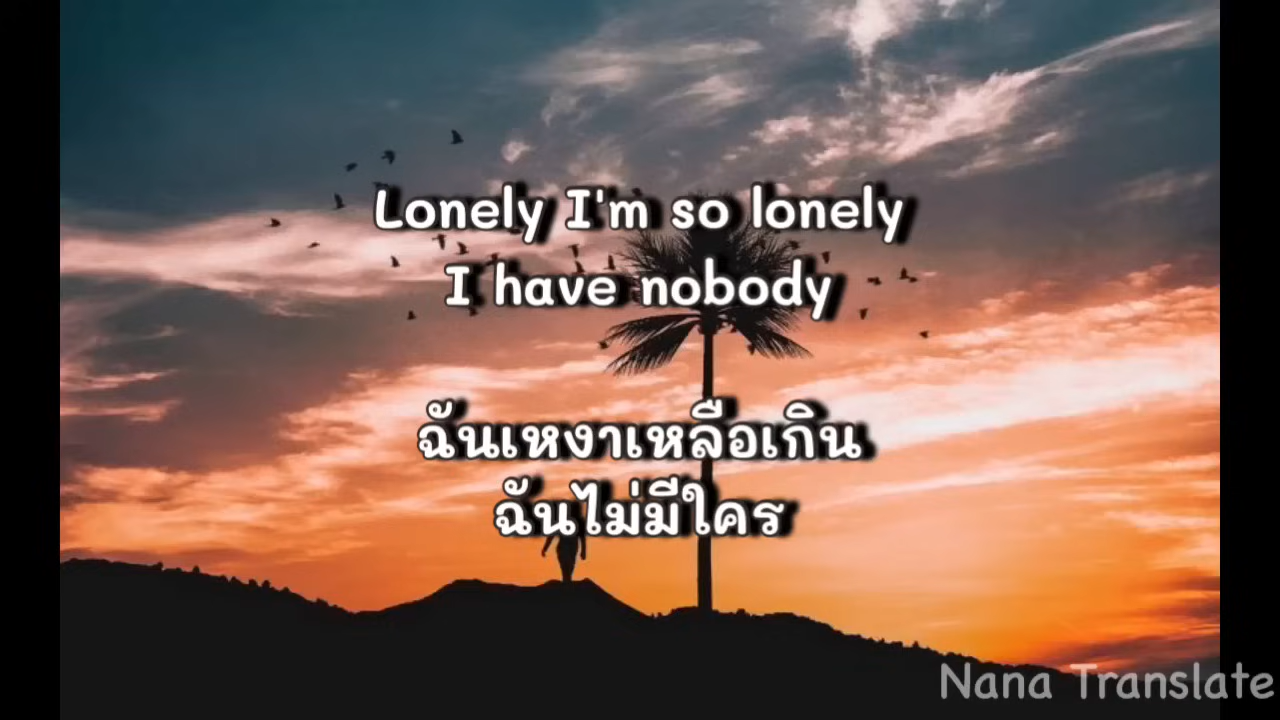 Lonely I'm so lonely
I have nobody
ฉันเหงาเหลือเกิน
ฉันไม่มีใคร
Nana Translate